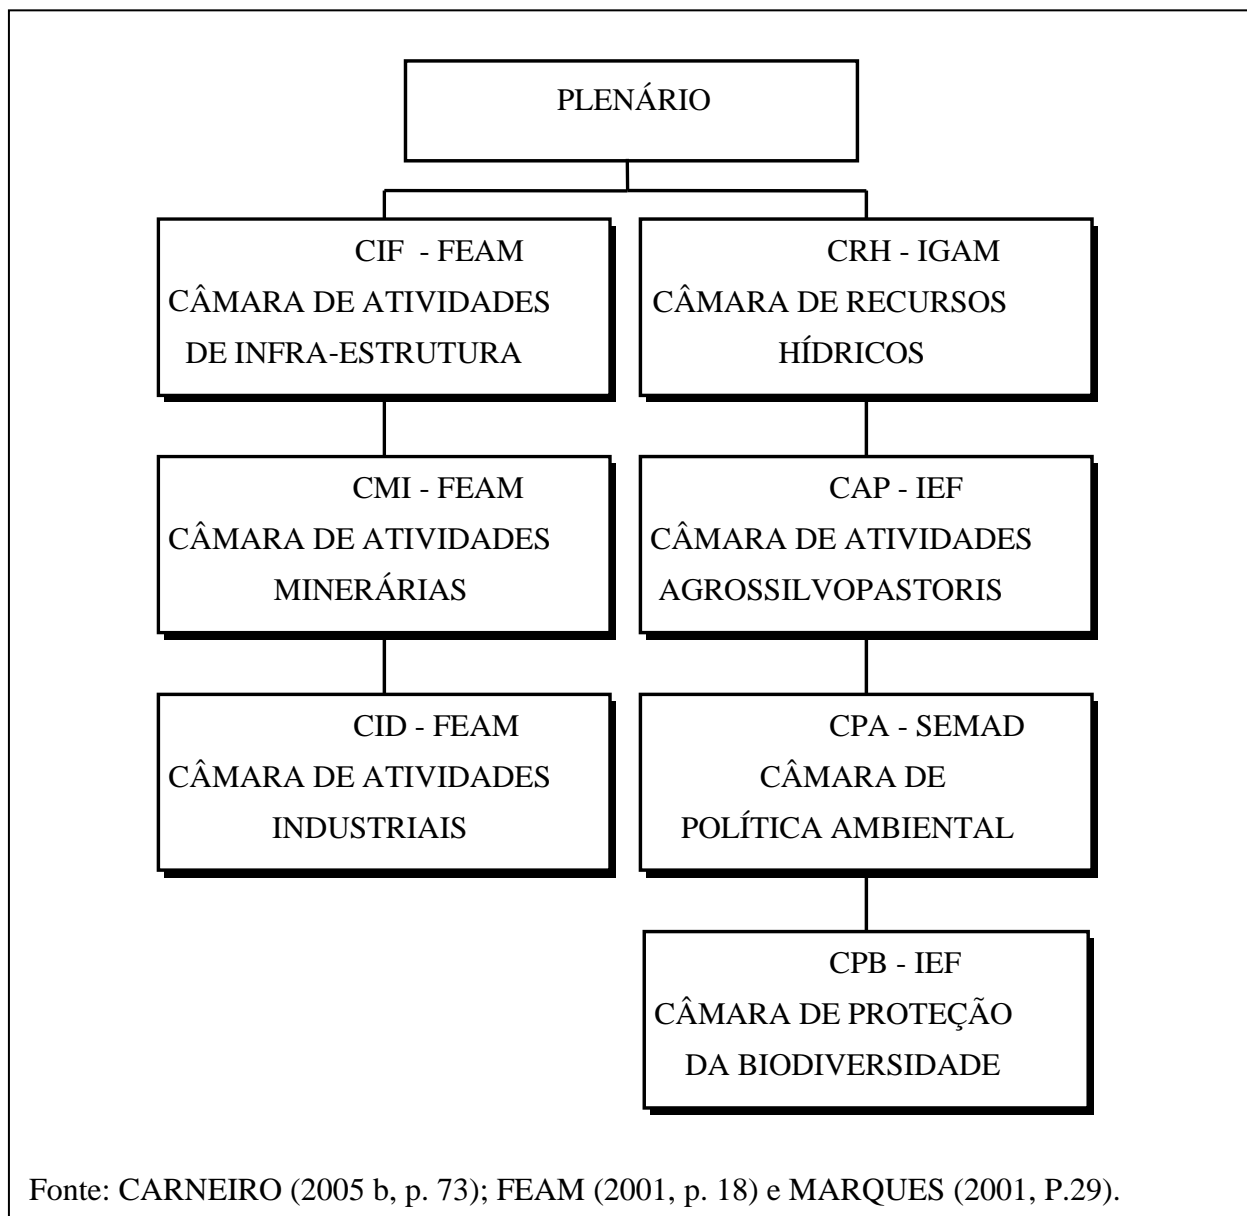 PLENÁRIO
CIF - FEAM
CÂMARA DE ATIVIDADES
DE INFRA-ESTRUTURA
CRH - IGAM
CÂMARA DE RECURSOS
HÍDRICOS
CMI - FEAM
CÂMARA DE ATIVIDADES
MINERÁRIAS
CAP - IEF
CÂMARA DE ATIVIDADES
AGROSSILVOPASTORIS
CID - FEAM
CÂMARA DE ATIVIDADES
INDUSTRIAIS
CPA - SEMAD
CÂMARA DE
POLÍTICA AMBIENTAL
CPB - IEF
CÂMARA DE PROTEÇÃO
DA BIODIVERSIDADE
Fonte: CARNEIRO (2005 b, p. 73); FEAM (2001, p. 18) e MARQUES (2001, P.29).